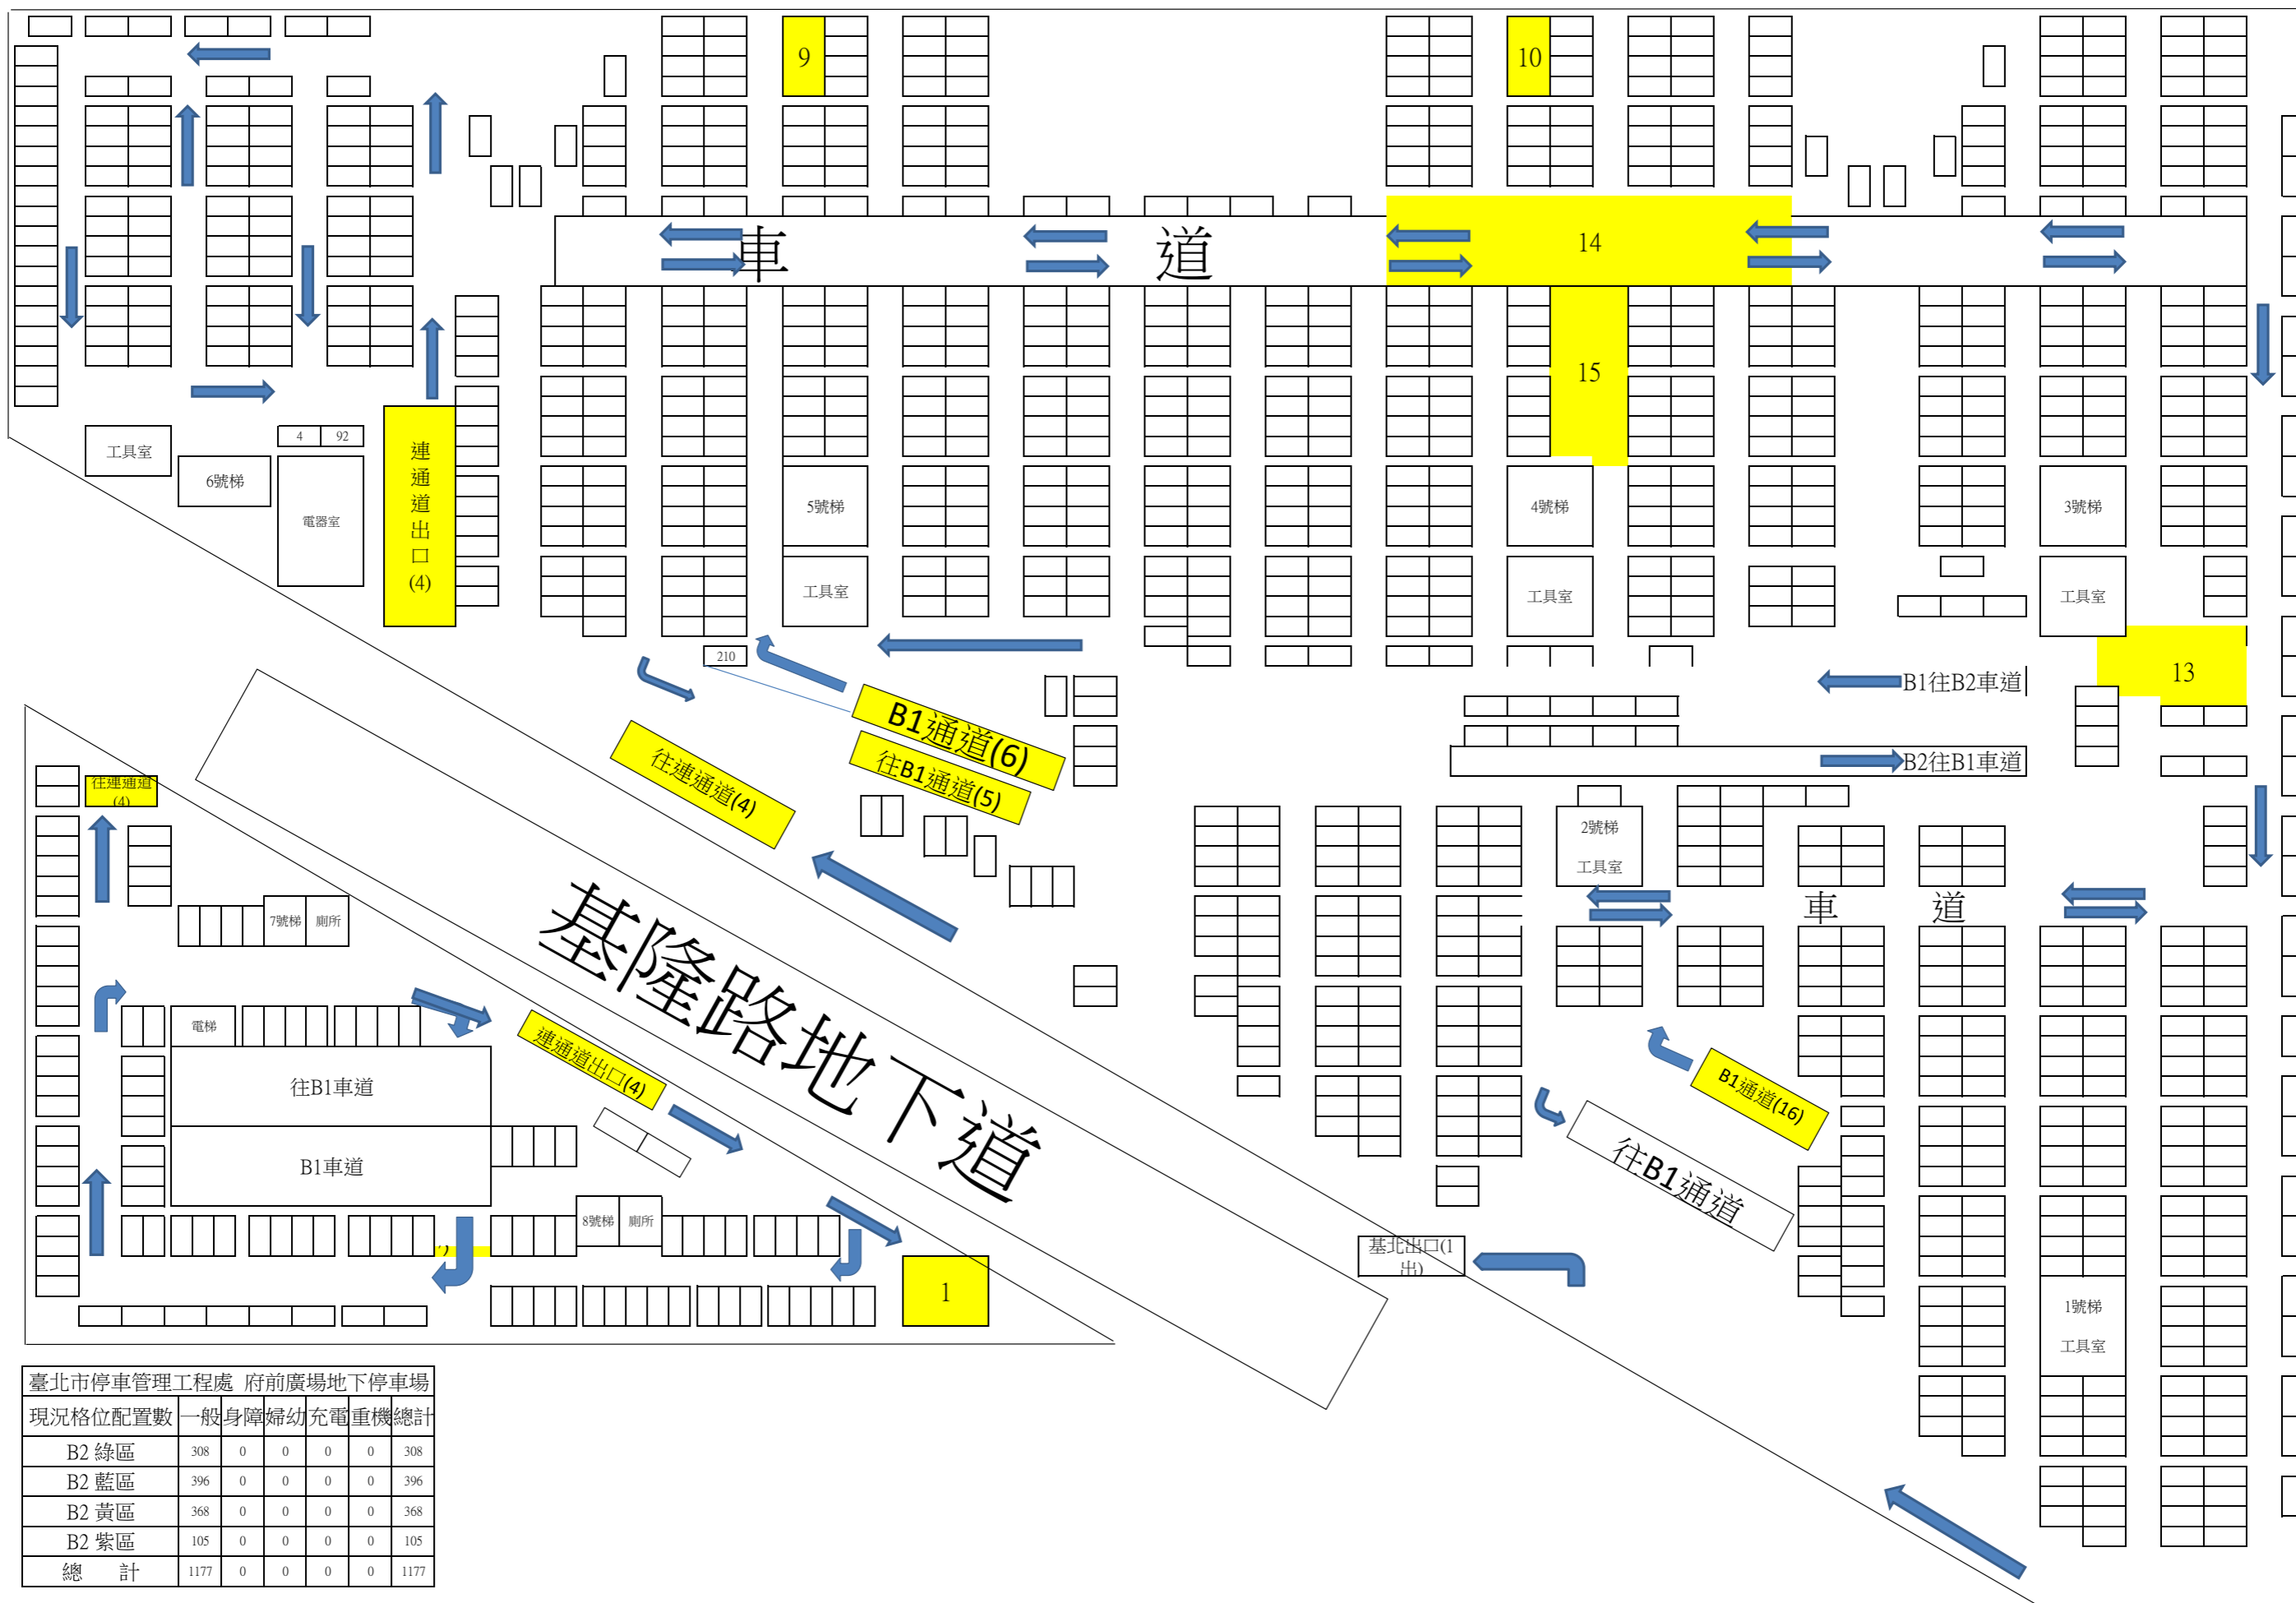 9
10
車
道
14
15
連通道出口(4)
工具室
4
92
6號梯
電器室
5號梯
4號梯
3號梯
工具室
工具室
工具室
210
13
B1往B2車道
B1通道(6)
往B1通道(5)
往連通道(4)
B2往B1車道
往連通道
(4)
2號梯
工具室
車
道
7號梯
廁所
基隆路地下道
電梯
連通道出口(4)
往B1車道
B1通道(16)
B1車道
往B1通道
8號梯
廁所
基北出口(1
出)
1
1號梯
工具室
臺北市停車管理工程處 府前廣場地下停車場
現況格位配置數 一般 身障 婦幼 充電 重機 總計
B2 綠區 308 0 0 0 0 308
B2 藍區 396 0 0 0 0 396
B2 黃區 368 0 0 0 0 368
B2 紫區 105 0 0 0 0 105
總 計 1177 0 0 0 0 1177